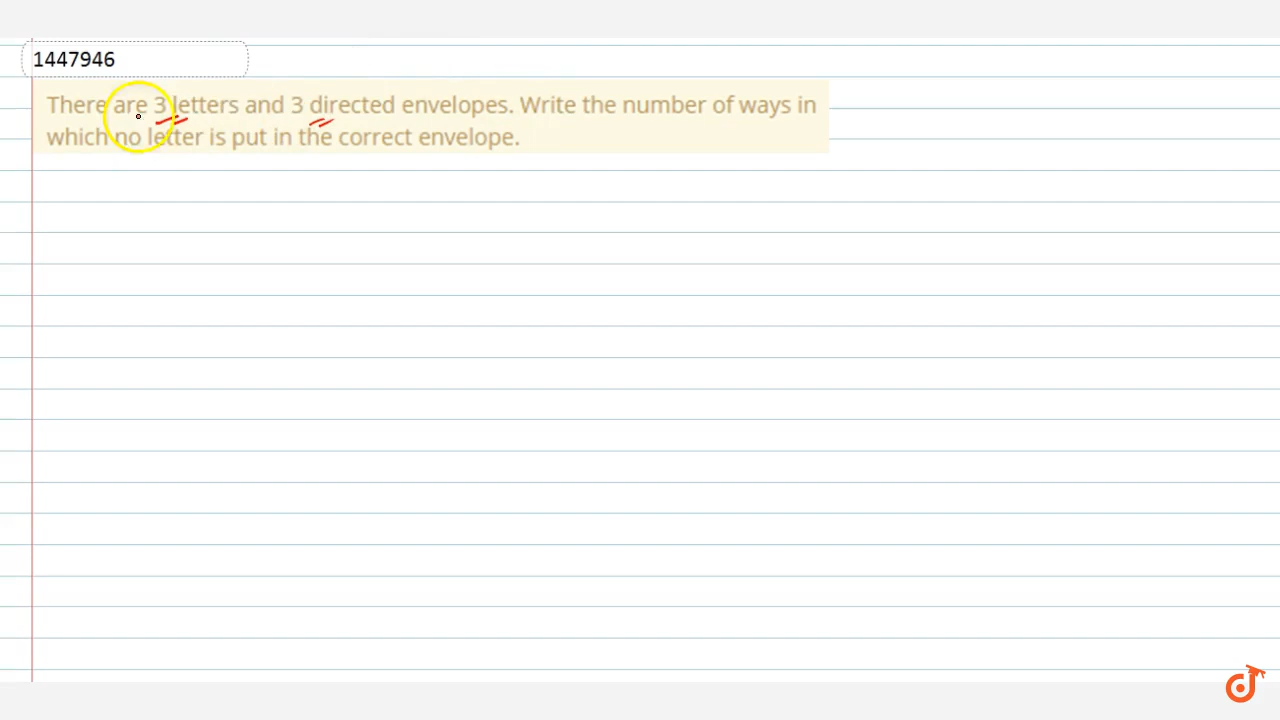 1447946
There are 3 letters and 3 directed envelopes. Write the number of ways in
which no letter is put in the correct envelope.